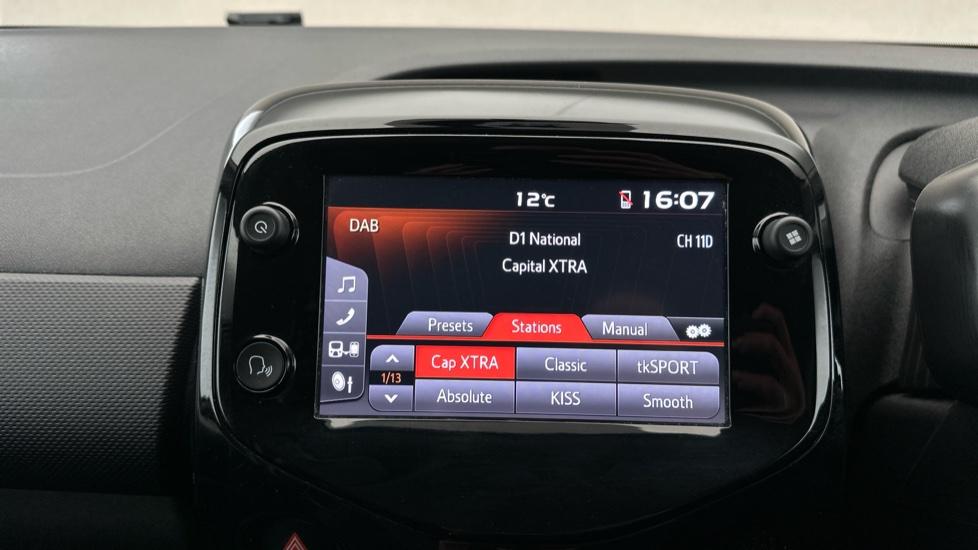 12°C 16:07
DAB
D1 National CH 11D
Capital XTRA
Presets Stations Manual
Cap XTRA Classic tkSPORT
1/13
Absolute KISS Smooth